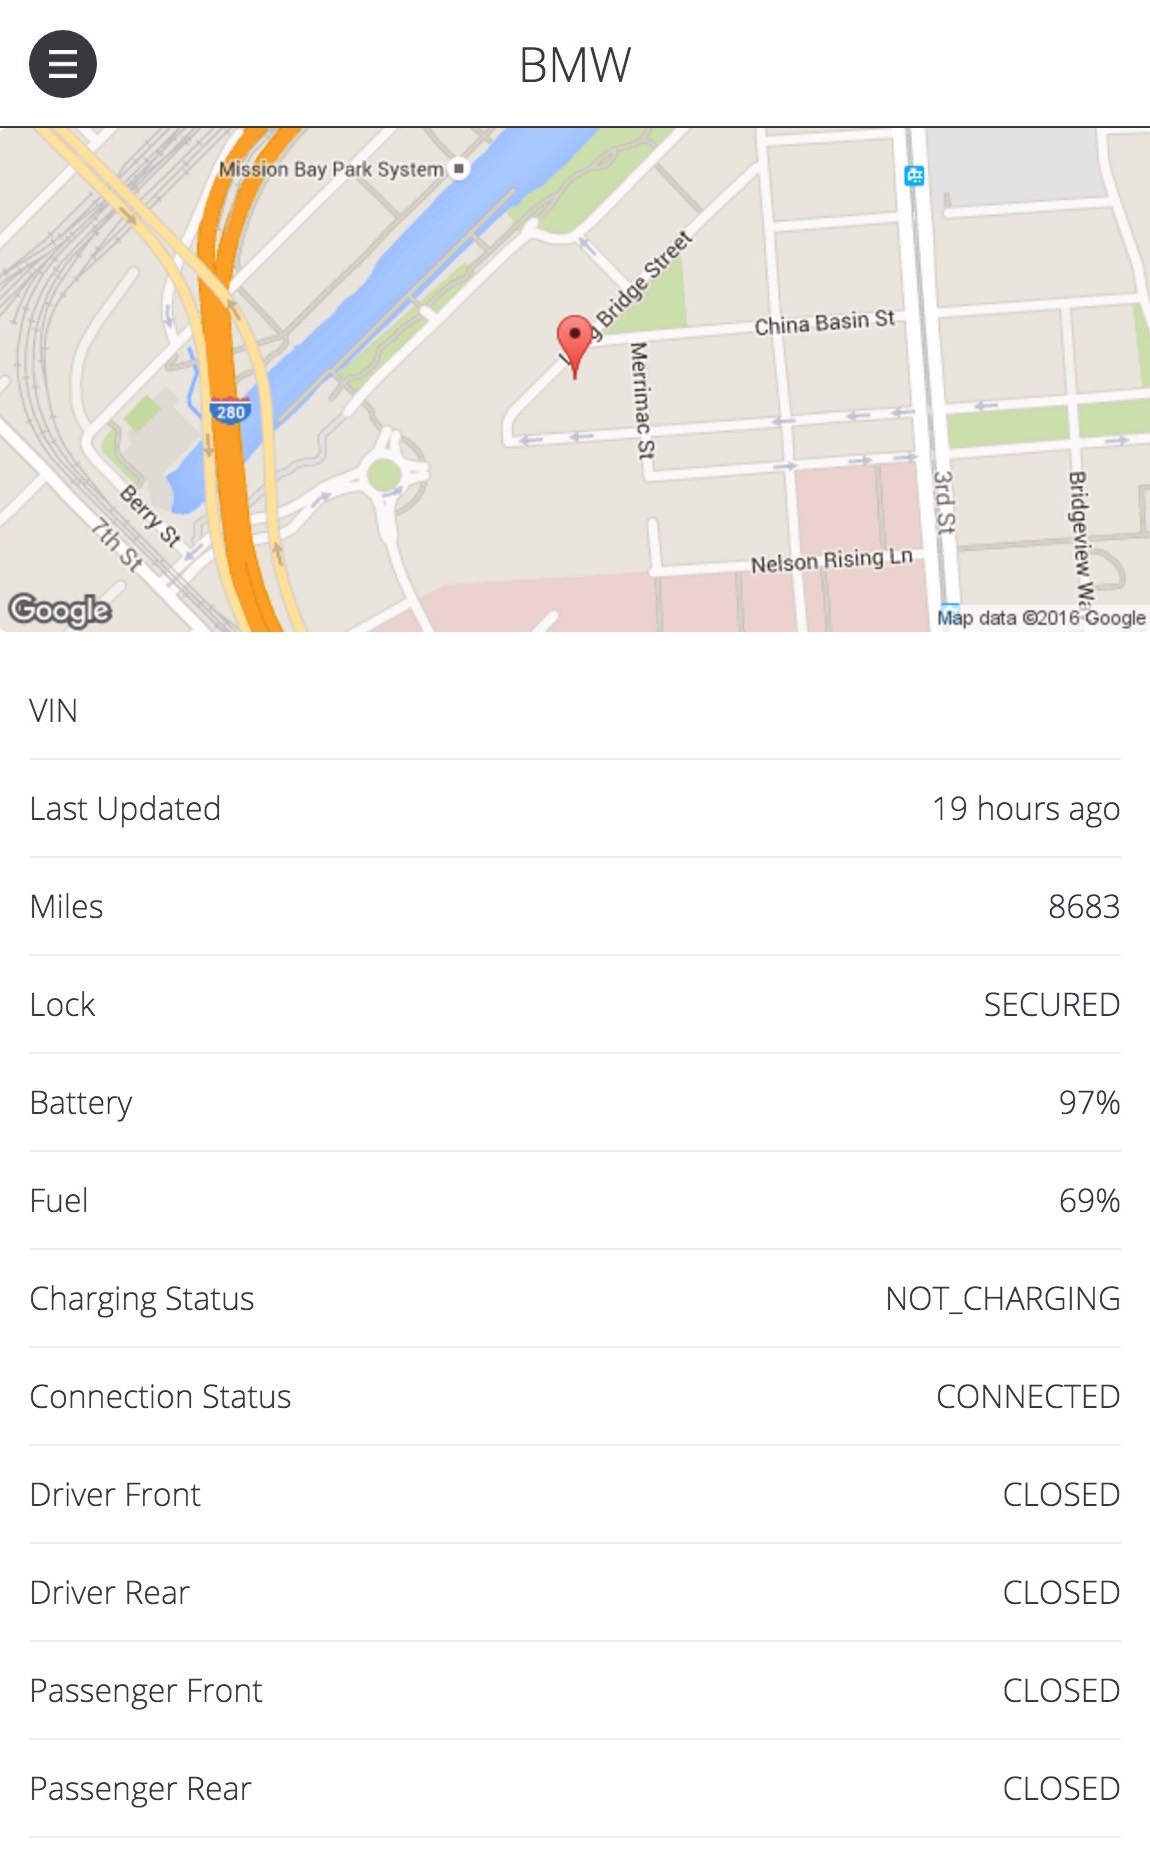 BMW
Mission Bay Park System
Bridge Street
China Basin St
Merrimac St
280
Berry St
7th St
3rd St
Bridgeview
Nelson Rising Ln
Google
Map data ©2016 Google
VIN
Last Updated 19 hours ago
Miles 8683
Lock SECURED
Battery 97%
Fuel 69%
Charging Status NOT_CHARGING
Connection Status CONNECTED
Driver Front CLOSED
Driver Rear CLOSED
Passenger Front CLOSED
Passenger Rear CLOSED